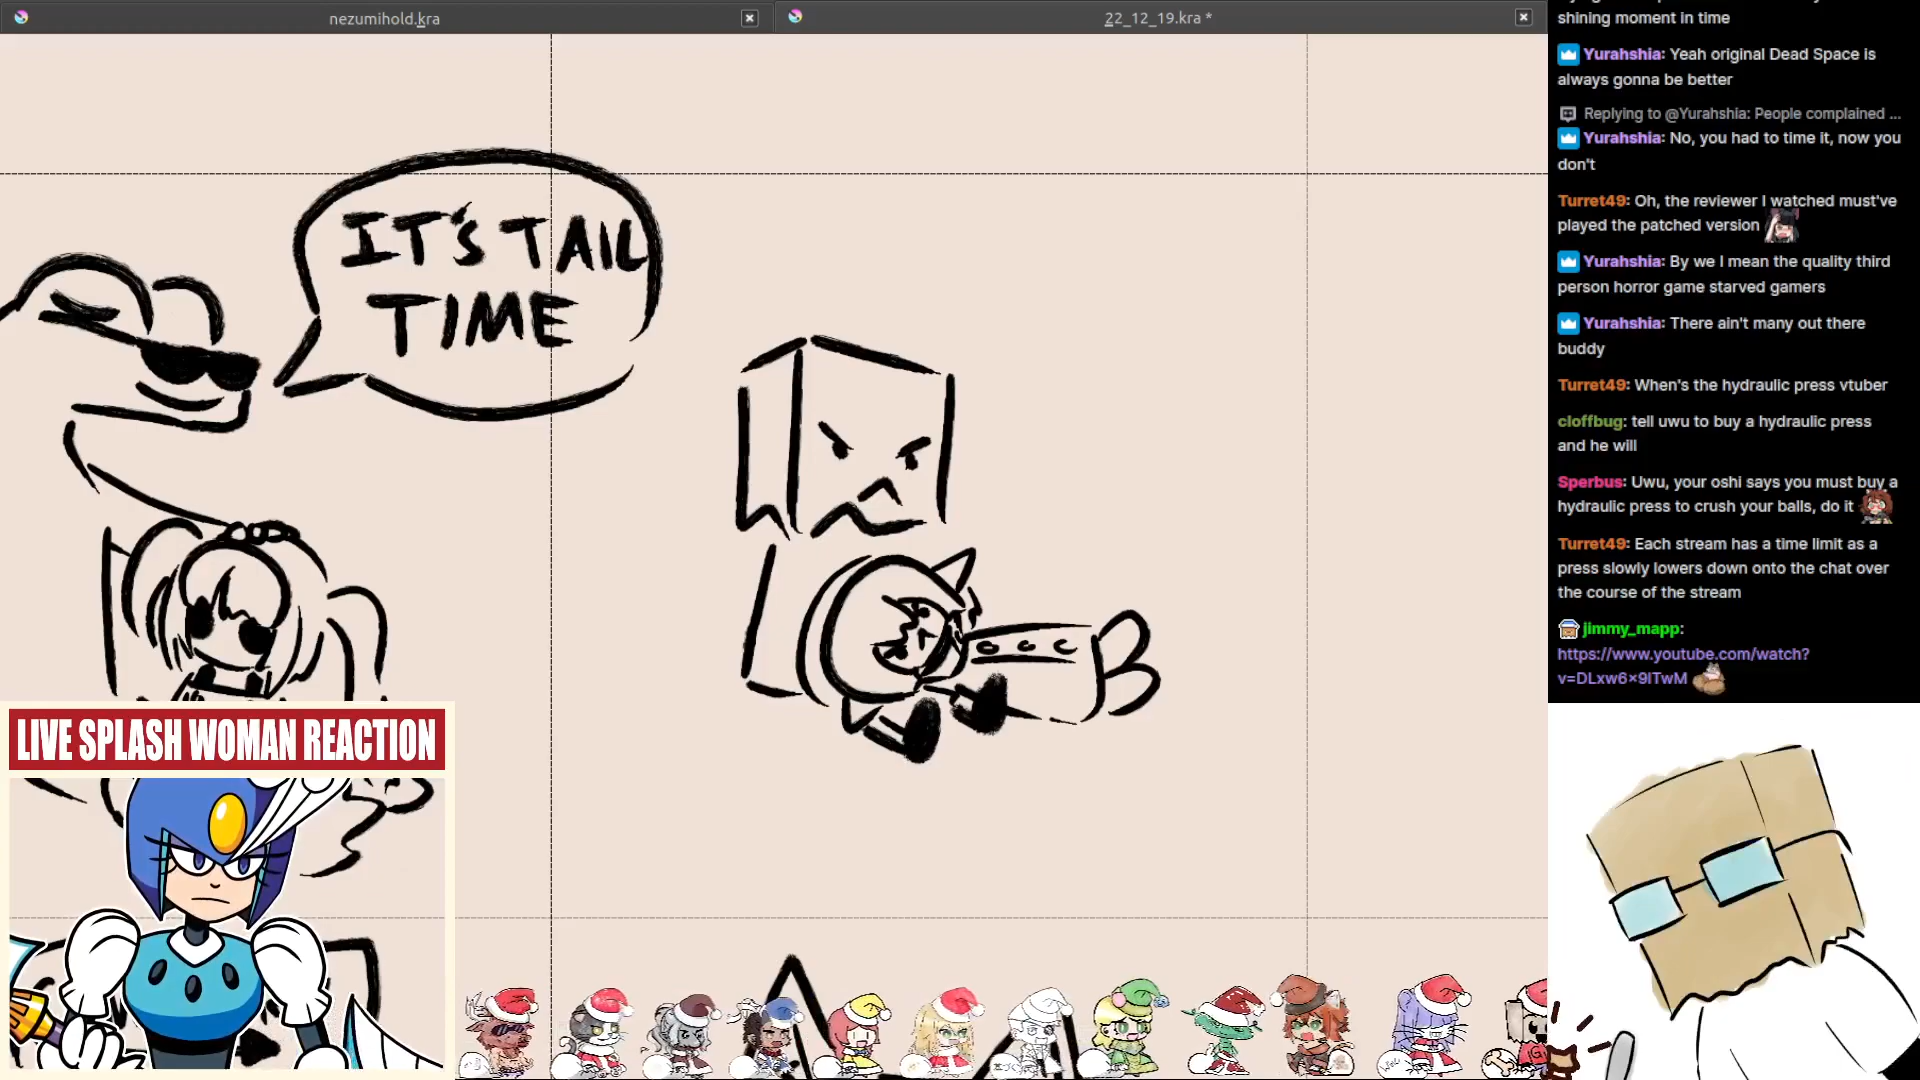 nezumihold.kra
22_12_19.kra *
IT'S TAIL
TIME
LIVE SPLASH WOMAN REACTION
shining moment in time
Yurahshia: Yeah original Dead Space is
always gonna be better
Replying to @Yurahshia: People complained ...
Yurahshia: No, you had to time it, now you
don't
Turret49: Oh, the reviewer I watched must've
played the patched version
Yurahshia: By we I mean the quality third
person horror game starved gamers
Yurahshia: There ain't many out there
buddy
Turret49: When's the hydraulic press vtuber
cloffbug: tell uwu to buy a hydraulic press
and he will
Sperbus: Uwu, your oshi says you must buy a
hydraulic press to crush your balls, do it
Turret49: Each stream has a time limit as a
press slowly lowers down onto the chat over
the course of the stream
jimmy_mapp:
https://www.youtube.com/watch?
v=DLxw6x9ITwM